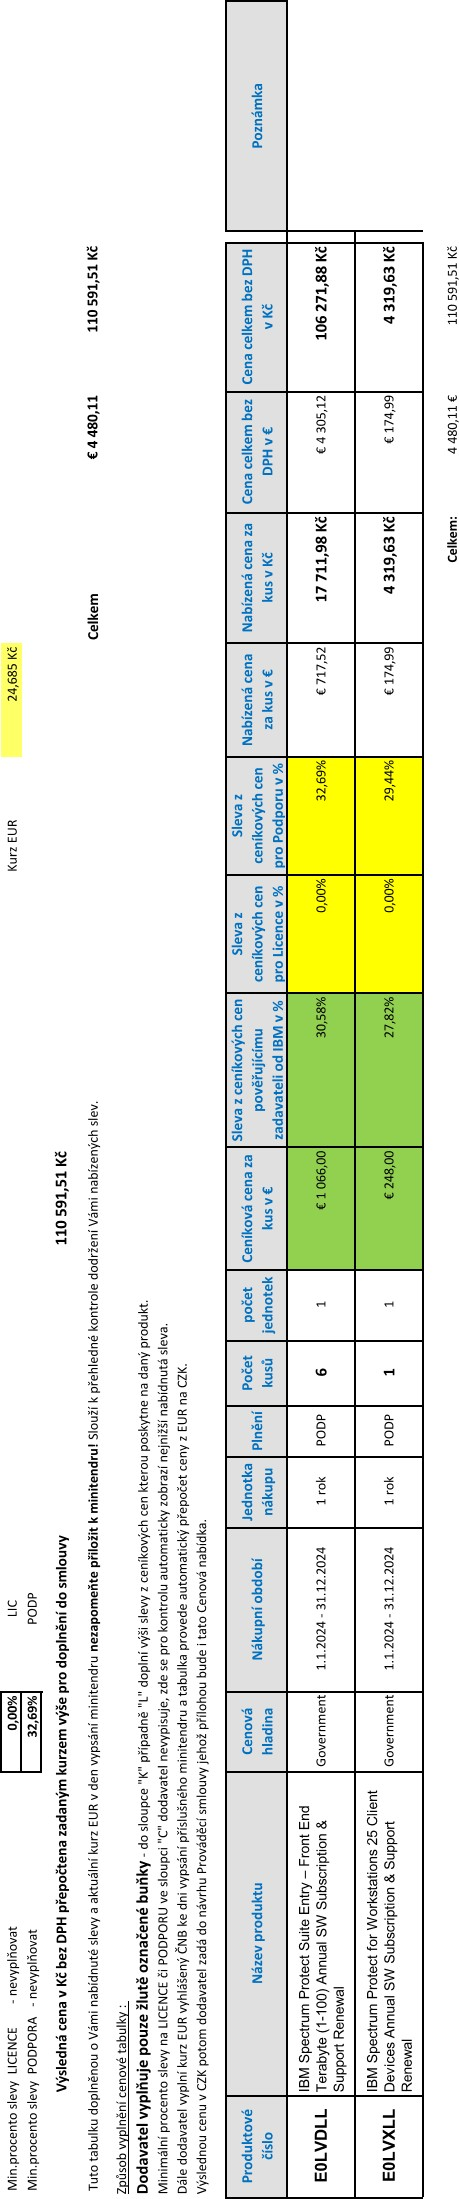 Min.procento slevy LICENCE - nevyplňovat 0,00% LIC Kurz EUR 24,685 Kč
Min.procento slevy PODPORA - nevyplňovat 32,69% PODP
Výsledná cena v Kč bez DPH přepočtena zadaným kurzem výše pro doplnění do smlouvy 110 591,51 Kč
Tuto tabulku doplněnou o Vámi nabídnuté slevy a aktuální kurz EUR v den vypsání minitendru nezapomeňte přiložit k minitendru! Slouží k přehledné kontrole dodržení Vámi nabízených slev. Celkem € 4 480,11 110 591,51 Kč
Způsob vyplnění cenové tabulky :
Dodavatel vyplňuje pouze žlutě označené buňky - do sloupce "K" případně "L" doplní výši slevy z ceníkových cen kterou poskytne na daný produkt.
Minimální procento slevy na LICENCE či PODPORU ve sloupci "C" dodavatel nevypisuje, zde se pro kontrolu automaticky zobrazí nejnižší nabídnutá sleva.
Dále dodavatel vyplní kurz EUR vyhlášený ČNB ke dni vypsání příslušného minitendru a tabulka provede automatický přepočet ceny z EUR na CZK.
Výslednou cenu v CZK potom dodavatel zadá do návrhu Prováděcí smlouvy jehož přílohou bude i tato Cenová nabídka.
Produktové
číslo
Název produktu
Cenová
hladina
Nákupní období
Jednotka
nákupu
Plnění
Počet
kusů
počet
jednotek
Ceníková cena za
kus v €
Sleva z ceníkových cen
pověřujícímu
zadavateli od IBM v %
Sleva z
ceníkových cen
pro Licence v %
Sleva z
ceníkových cen
pro Podporu v %
Nabízená cena
za kus v €
Nabízená cena za
kus v Kč
Cena celkem bez
DPH v €
Cena celkem bez DPH
v Kč
Poznámka
E0LVDLL
IBM Spectrum Protect Suite Entry – Front End
Terabyte (1-100) Annual SW Subscription &
Support Renewal
Government
1.1.2024 - 31.12.2024
1 rok
PODP
6
1
€ 1 066,00
30,58%
0,00%
32,69%
€ 717,52
17 711,98 Kč
€ 4 305,12
106 271,88 Kč
E0LVXLL
IBM Spectrum Protect for Workstations 25 Client
Devices Annual SW Subscription & Support
Renewal
Government
1.1.2024 - 31.12.2024
1 rok
PODP
1
1
€ 248,00
27,82%
0,00%
29,44%
€ 174,99
4 319,63 Kč
€ 174,99
4 319,63 Kč
Celkem: 4 480,11 € 110 591,51 Kč